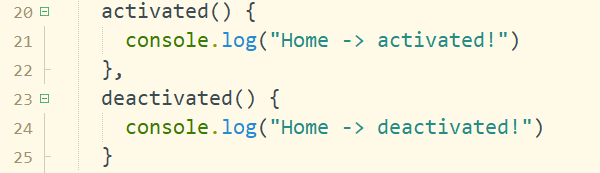 20 activated() {
21 console.log("Home -> activated!")
22 },
23 deactivated() {
24 console.log("Home -> deactivated!")
25 }